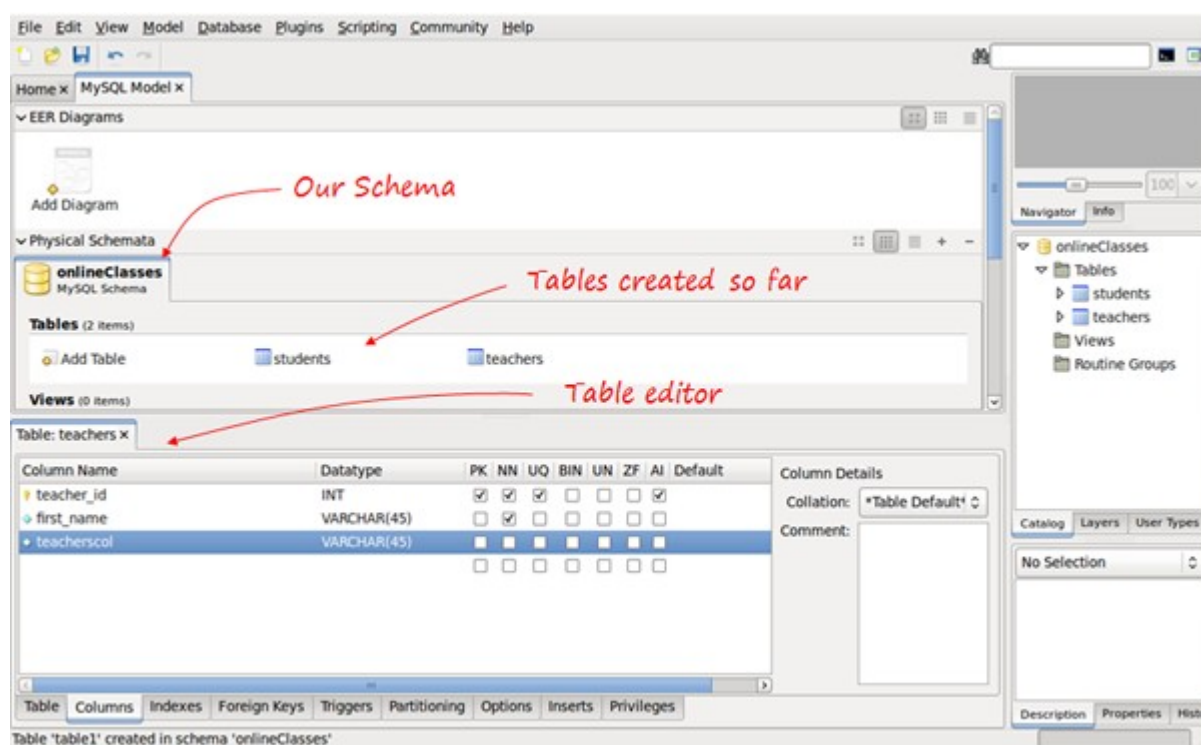 File Edit View Model Database Plugins Scripting Community Help
Home x MySQL Model x
EER Diagrams
Add Diagram
Our Schema
100
Navigator Info
Physical Schemata
onlineClasses
MySQL Schema
Tables created so far
Tables (2 items)
Add Table students teachers
Views (0 items)
Table editor
onlineClasses
Tables
students
teachers
Views
Routine Groups
Catalog Layers User Types
Table: teachers x
Column Name Datatype PK NN UQ BIN UN ZF AI Default
teacher_id INT
first_name VARCHAR(45)
teacherscol VARCHAR(45)
Column Details
Collation: *Table Default*
Comment:
No Selection
Table Columns Indexes Foreign Keys Triggers Partitioning Options Inserts Privileges
Description Properties Hist
Table 'table1' created in schema 'onlineClasses'